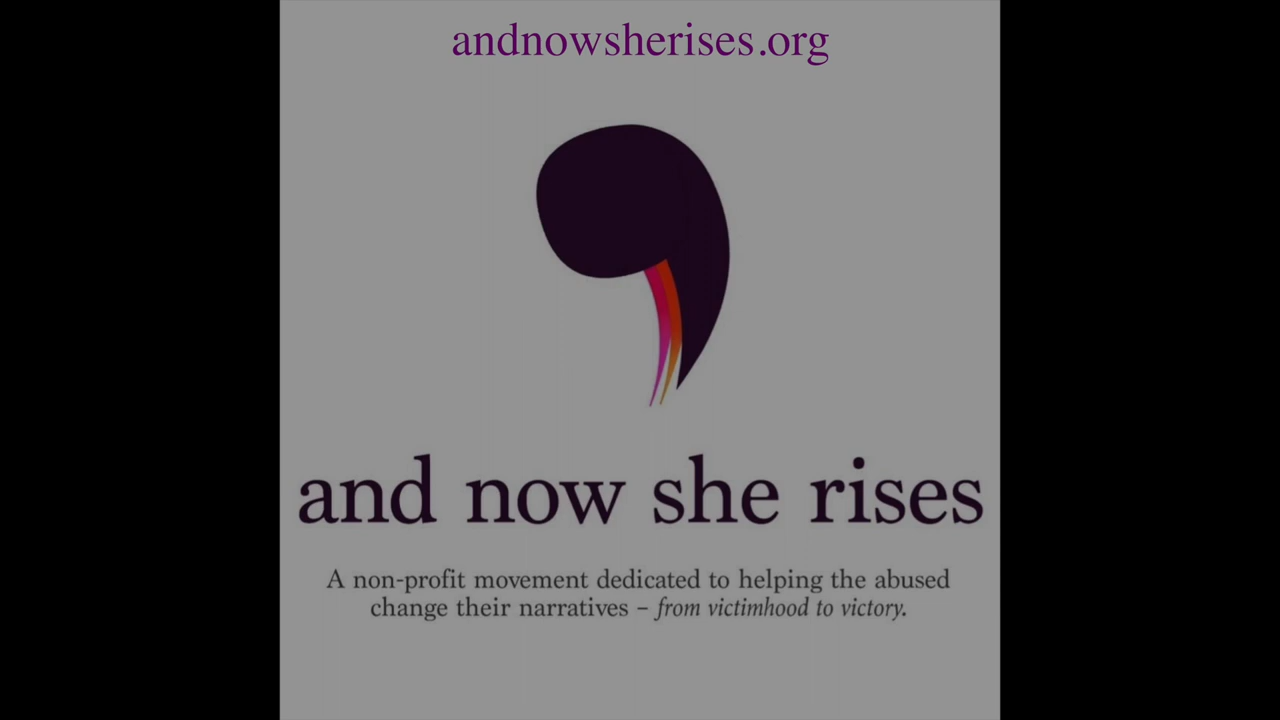 andnowsherises.org
and now she rises
A non-profit movement dedicated to helping the abused
change their narratives – from victimhood to victory.